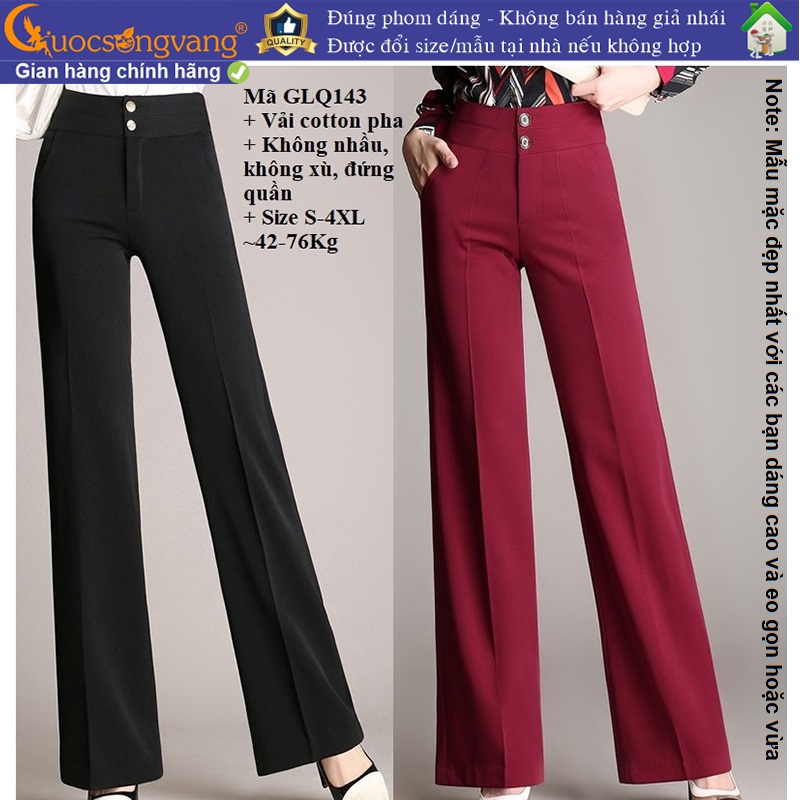 Cuocsongvang®
QUALITY
Đúng phom dáng - Không bán hàng giả nhái
Được đổi size/mẫu tại nhà nếu không hợp
Gian hàng chính hãng
Mã GLQ143
+ Vải cotton pha
+ Không nhầu,
không xù, đứng
quần
+ Size S-4XL
~42-76Kg
Note: Mẫu mặc đẹp nhất với các bạn dáng cao và eo gọn hoặc vừa